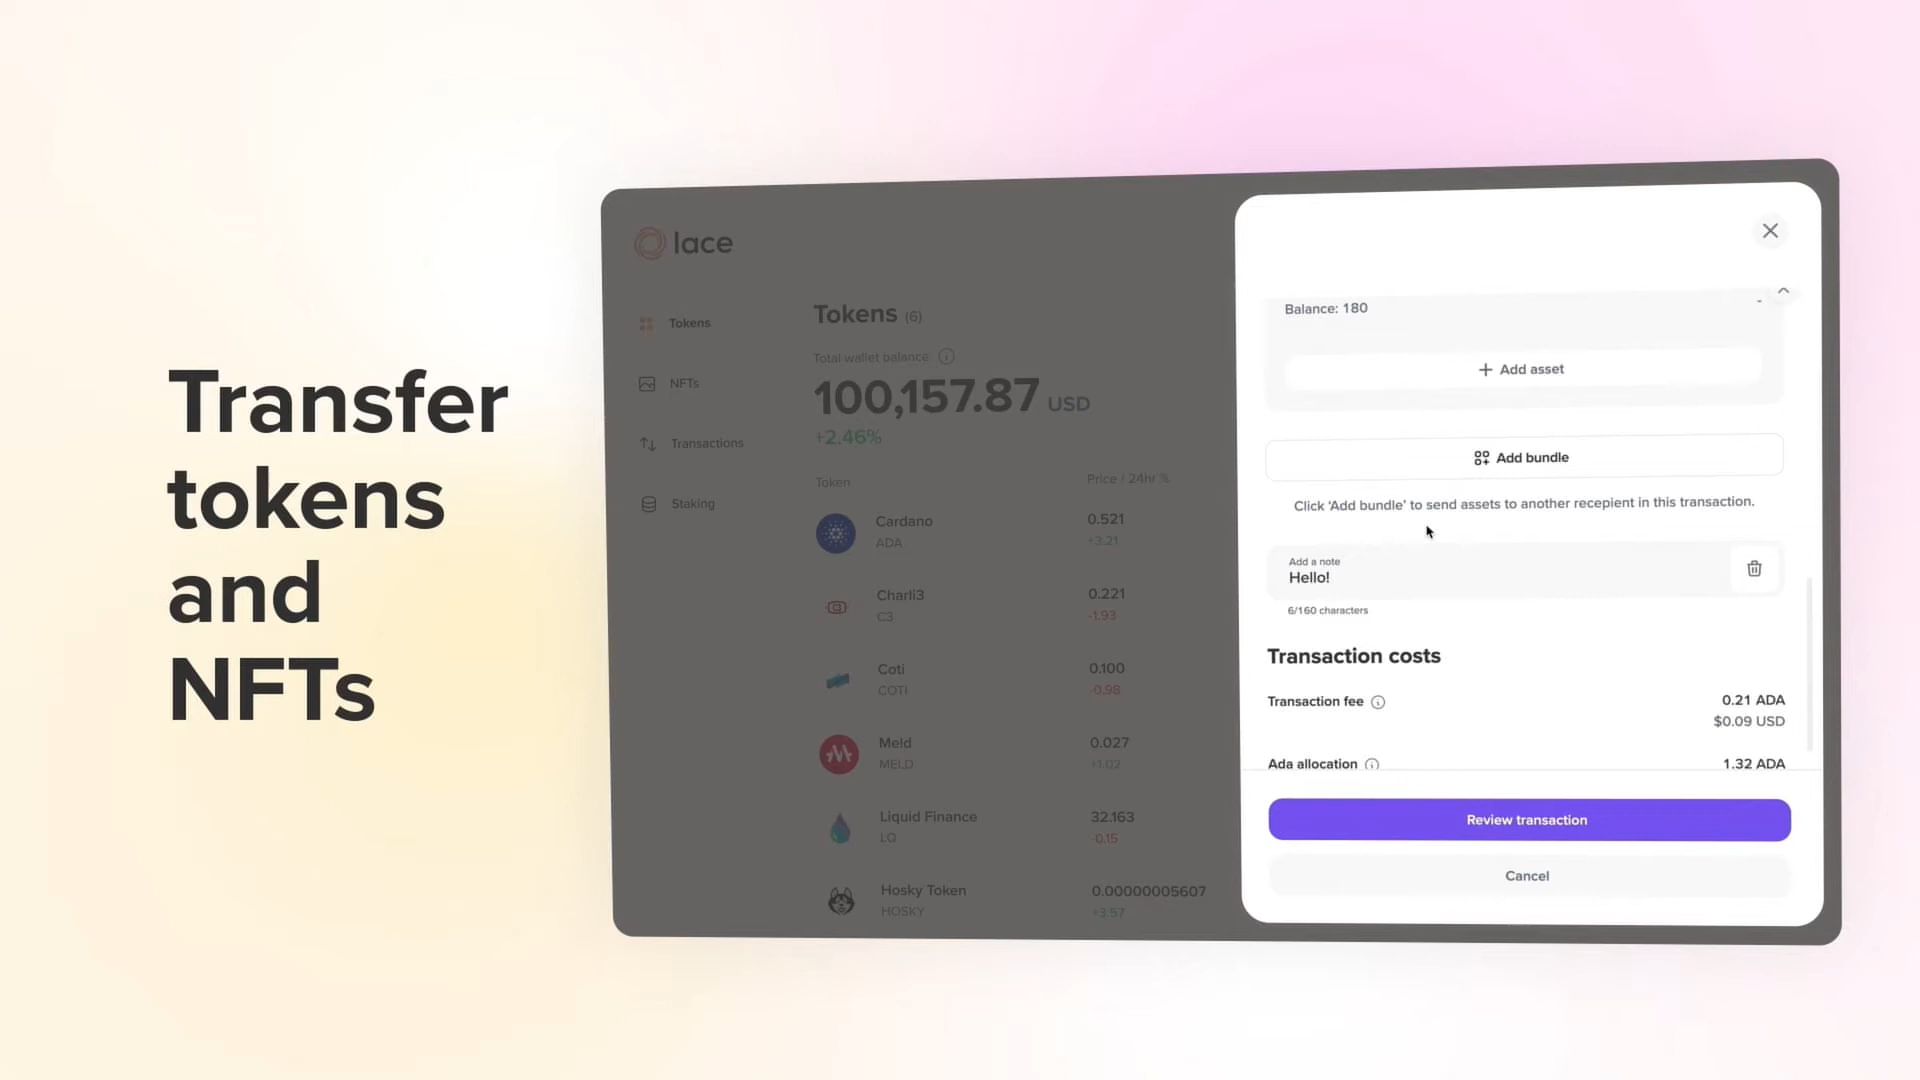 Transfer
tokens
and
NFTs
lace
Tokens
NFTs
Transactions
Staking
Tokens (6)
Total wallet balance
100,157.87 USD
+2.46%
Token
Price / 24hr %
Cardano
0.521
ADA
+3.21
Charli3
0.221
C3
-1.93
Coti
0.100
COTI
-0.98
Meld
0.027
MELD
+1.02
Liquid Finance
32.163
LQ
-0.15
Hosky Token
0.00000005607
HOSKY
+3.57
Balance: 180
-
+ Add asset
Add bundle
Click ‘Add bundle’ to send assets to another recepient in this transaction.
Add a note
Hello!
6/160 characters
Transaction costs
Transaction fee
0.21 ADA
$0.09 USD
Ada allocation
1.32 ADA
Review transaction
Cancel